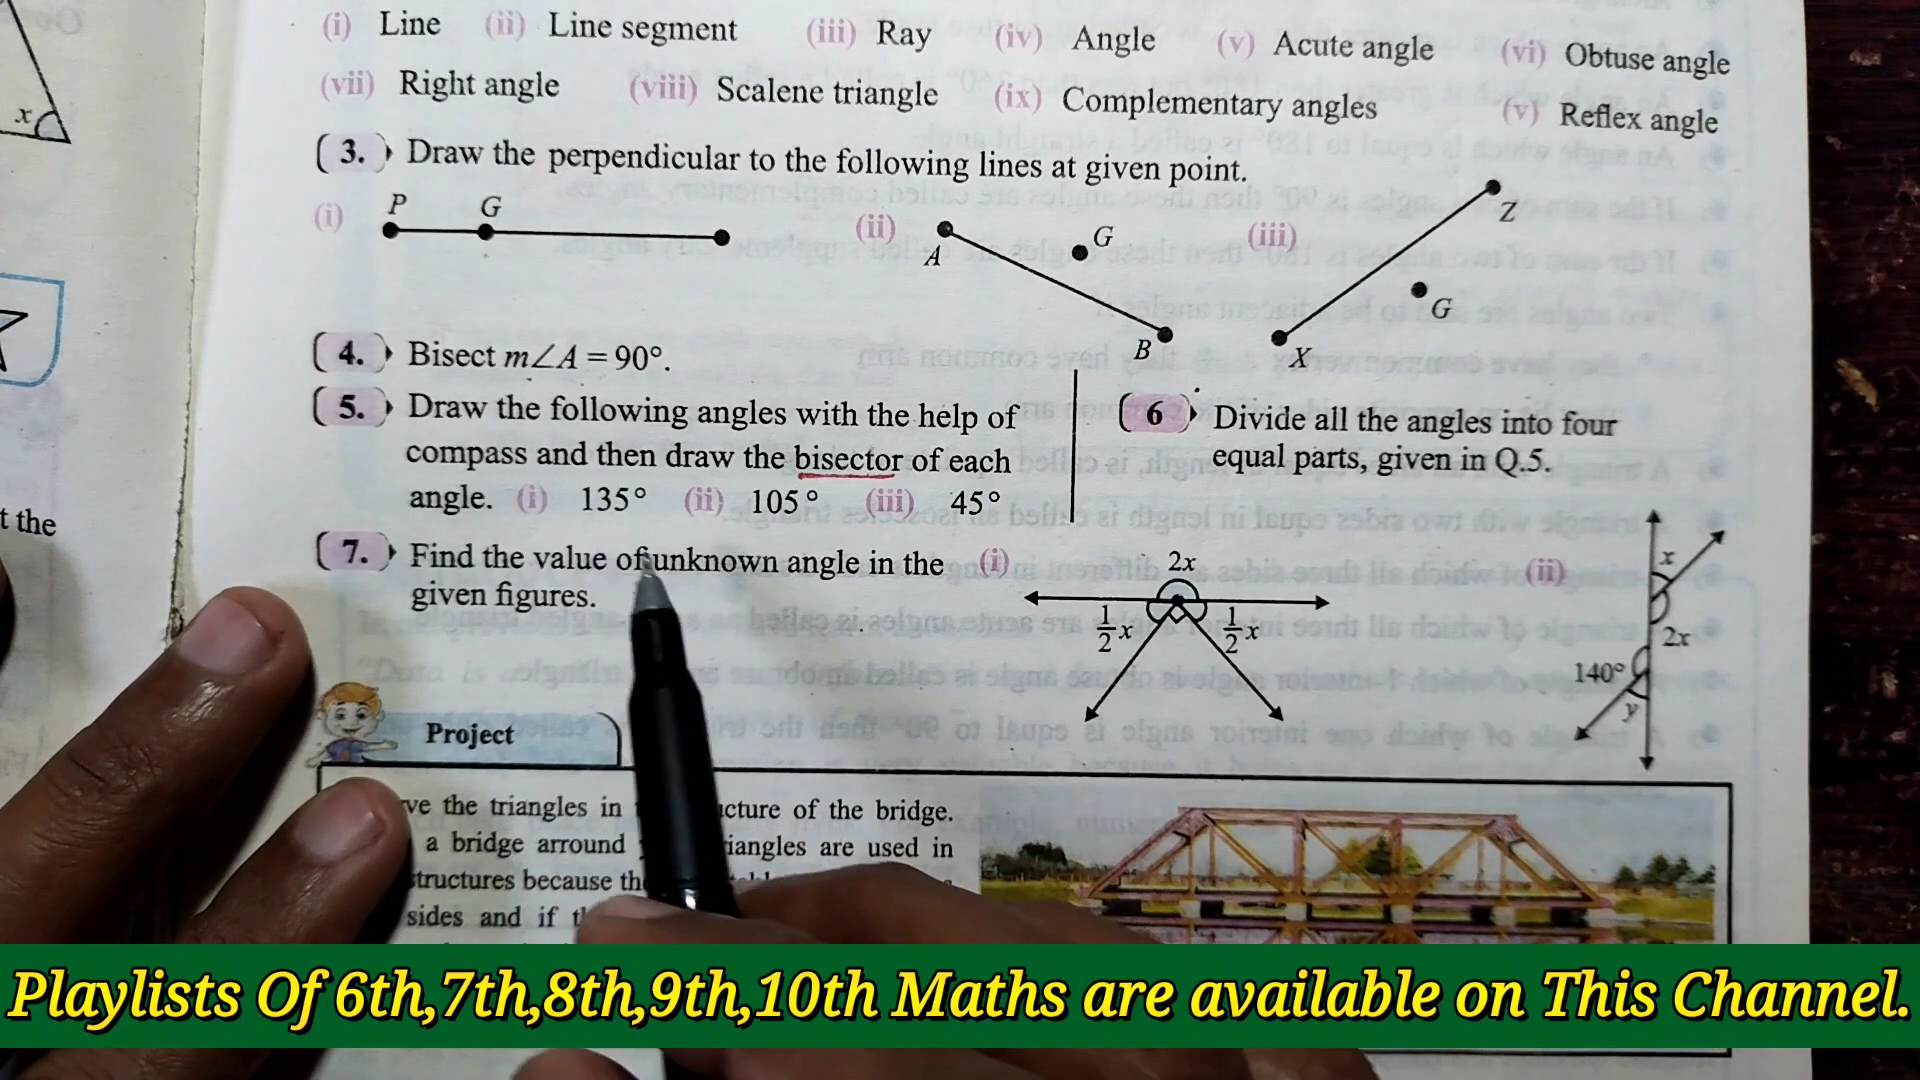 (i) Line (ii) Line segment (iii) Ray (iv) Angle (v) Acute angle (vi) Obtuse angle
(vii) Right angle (viii) Scalene triangle (ix) Complementary angles (v) Reflex angle
x
3. Draw the perpendicular to the following lines at given point.
(i) P G (ii) A G B (iii) Z G X
4. Bisect m∠A = 90°.
5. Draw the following angles with the help of
compass and then draw the bisector of each
angle. (i) 135° (ii) 105° (iii) 45°
6 Divide all the angles into four
equal parts, given in Q.5.
t the
7. Find the value of unknown angle in the
given figures.
(i) 2x
1/2 x 1/2 x
(ii) x
2x
140°
y
Project
ve the triangles in cture of the bridge.
a bridge arround iangles are used in
structures because th
sides and if t
Playlists Of 6th,7th,8th,9th,10th Maths are available on This Channel.